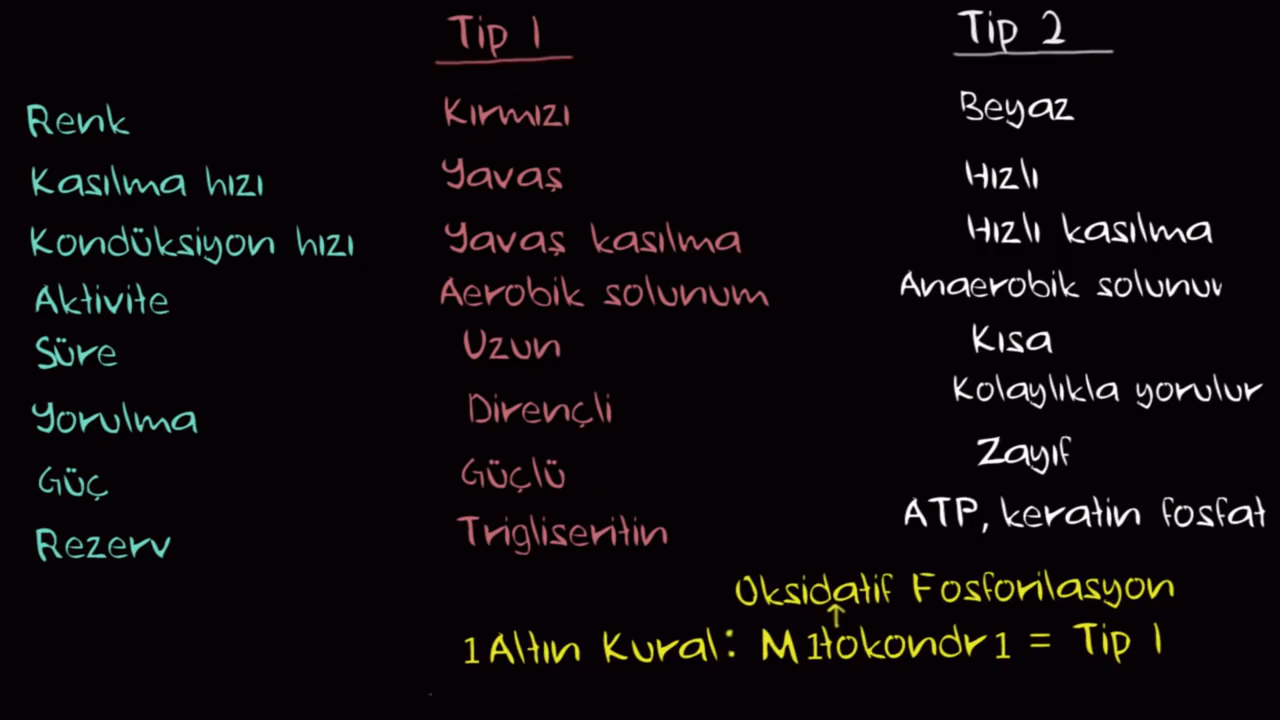 Tip 1 Tip 2
Renk Kırmızı Beyaz
Kasılma hızı Yavaş Hızlı
Kondüksiyon hızı Yavaş kasılma Hızlı kasılma
Aktivite Aerobik solunum Anaerobik solunu
Süre Uzun Kısa
Yorulma Dirençli Kolaylıkla yorulur
Güç Güçlü Zayıf
Rezerv Trigliseritin ATP, keratin fosfat
Oksidatif Fosforilasyon
1 Altın Kural: M1tokondr1 = Tip 1